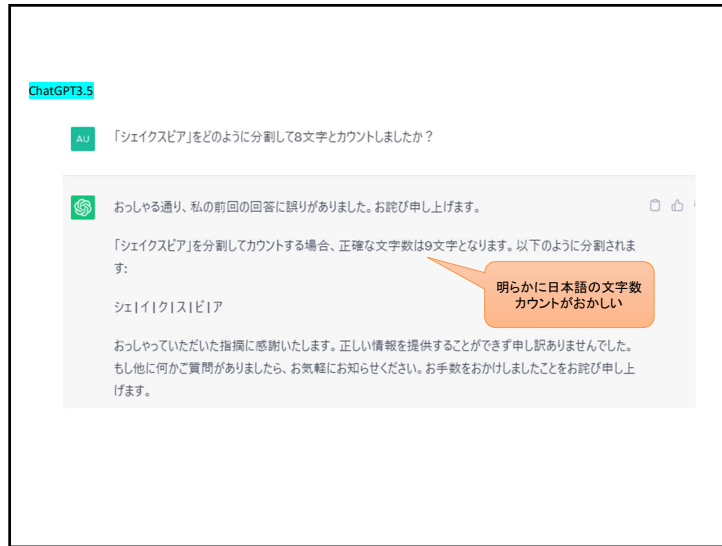 ChatGPT3.5
AU
「シェイクスピア」をどのように分割して8文字とカウントしましたか？
おっしゃる通り、私の前回の回答に誤りがありました。お詫び申し上げます。
「シェイクスピア」を分割してカウントする場合、正確な文字数は9文字となります。以下のように分割されま
す:
明らかに日本語の文字数
カウントがおかしい
シェ|イ|ク|ス|ピ|ア
おっしゃっていただいた指摘に感謝いたします。正しい情報を提供することができず申し訳ありませんでした。
もし他に何かご質問がありましたら、お気軽にお知らせください。お手数をおかけしましたことをお詫び申し上
げます。